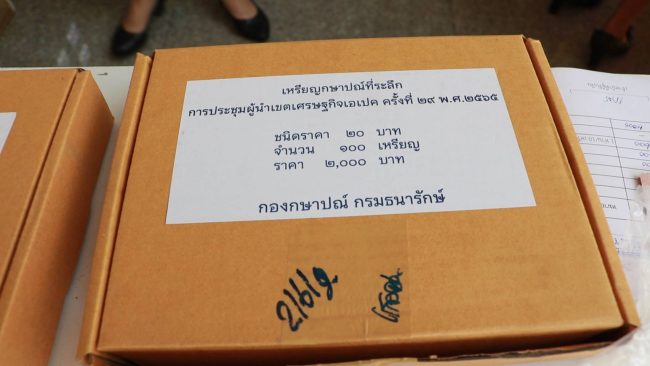 เหรียญกษาปณ์ที่ระลึก
การประชุมผู้นำเขตเศรษฐกิจเอเปค ครั้งที่ ๒๙ พ.ศ.๒๕๖๕
ชนิดราคา ๒๐ บาท
จำนวน ๑๐๐ เหรียญ
ราคา ๒,๐๐๐ บาท
กองกษาปณ์ กรมธนารักษ์